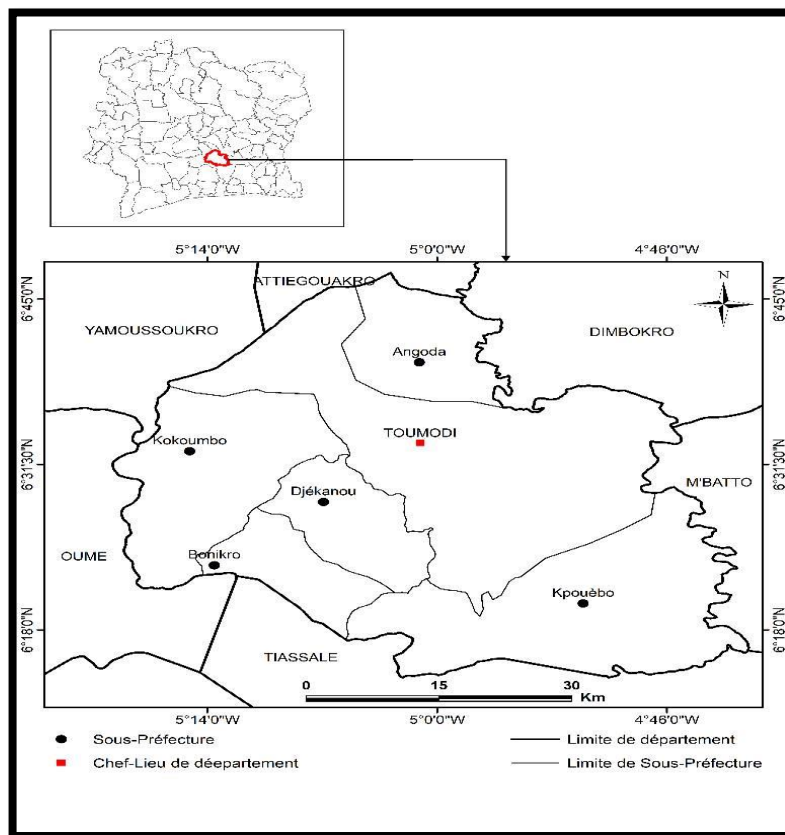 5°14'0"W 5°0'0"W 4°46'0"W
6°45'0"N 6°45'0"N
ATTIEGOUAKRO
YAMOUSSOUKRO
DIMBOKRO
N
Angoda
TOUMODI
Kokoumbo
6°31'30"N 6°31'30"N
M'BATTO
Djékanou
OUME
Bonikro
Kpouèbo
6°18'0"N 6°18'0"N
TIASSALE
0 15 30
Km
5°14'0"W 5°0'0"W 4°46'0"W
Sous-Préfecture
Limite de département
Chef-Lieu de déepartement
Limite de Sous-Préfecture